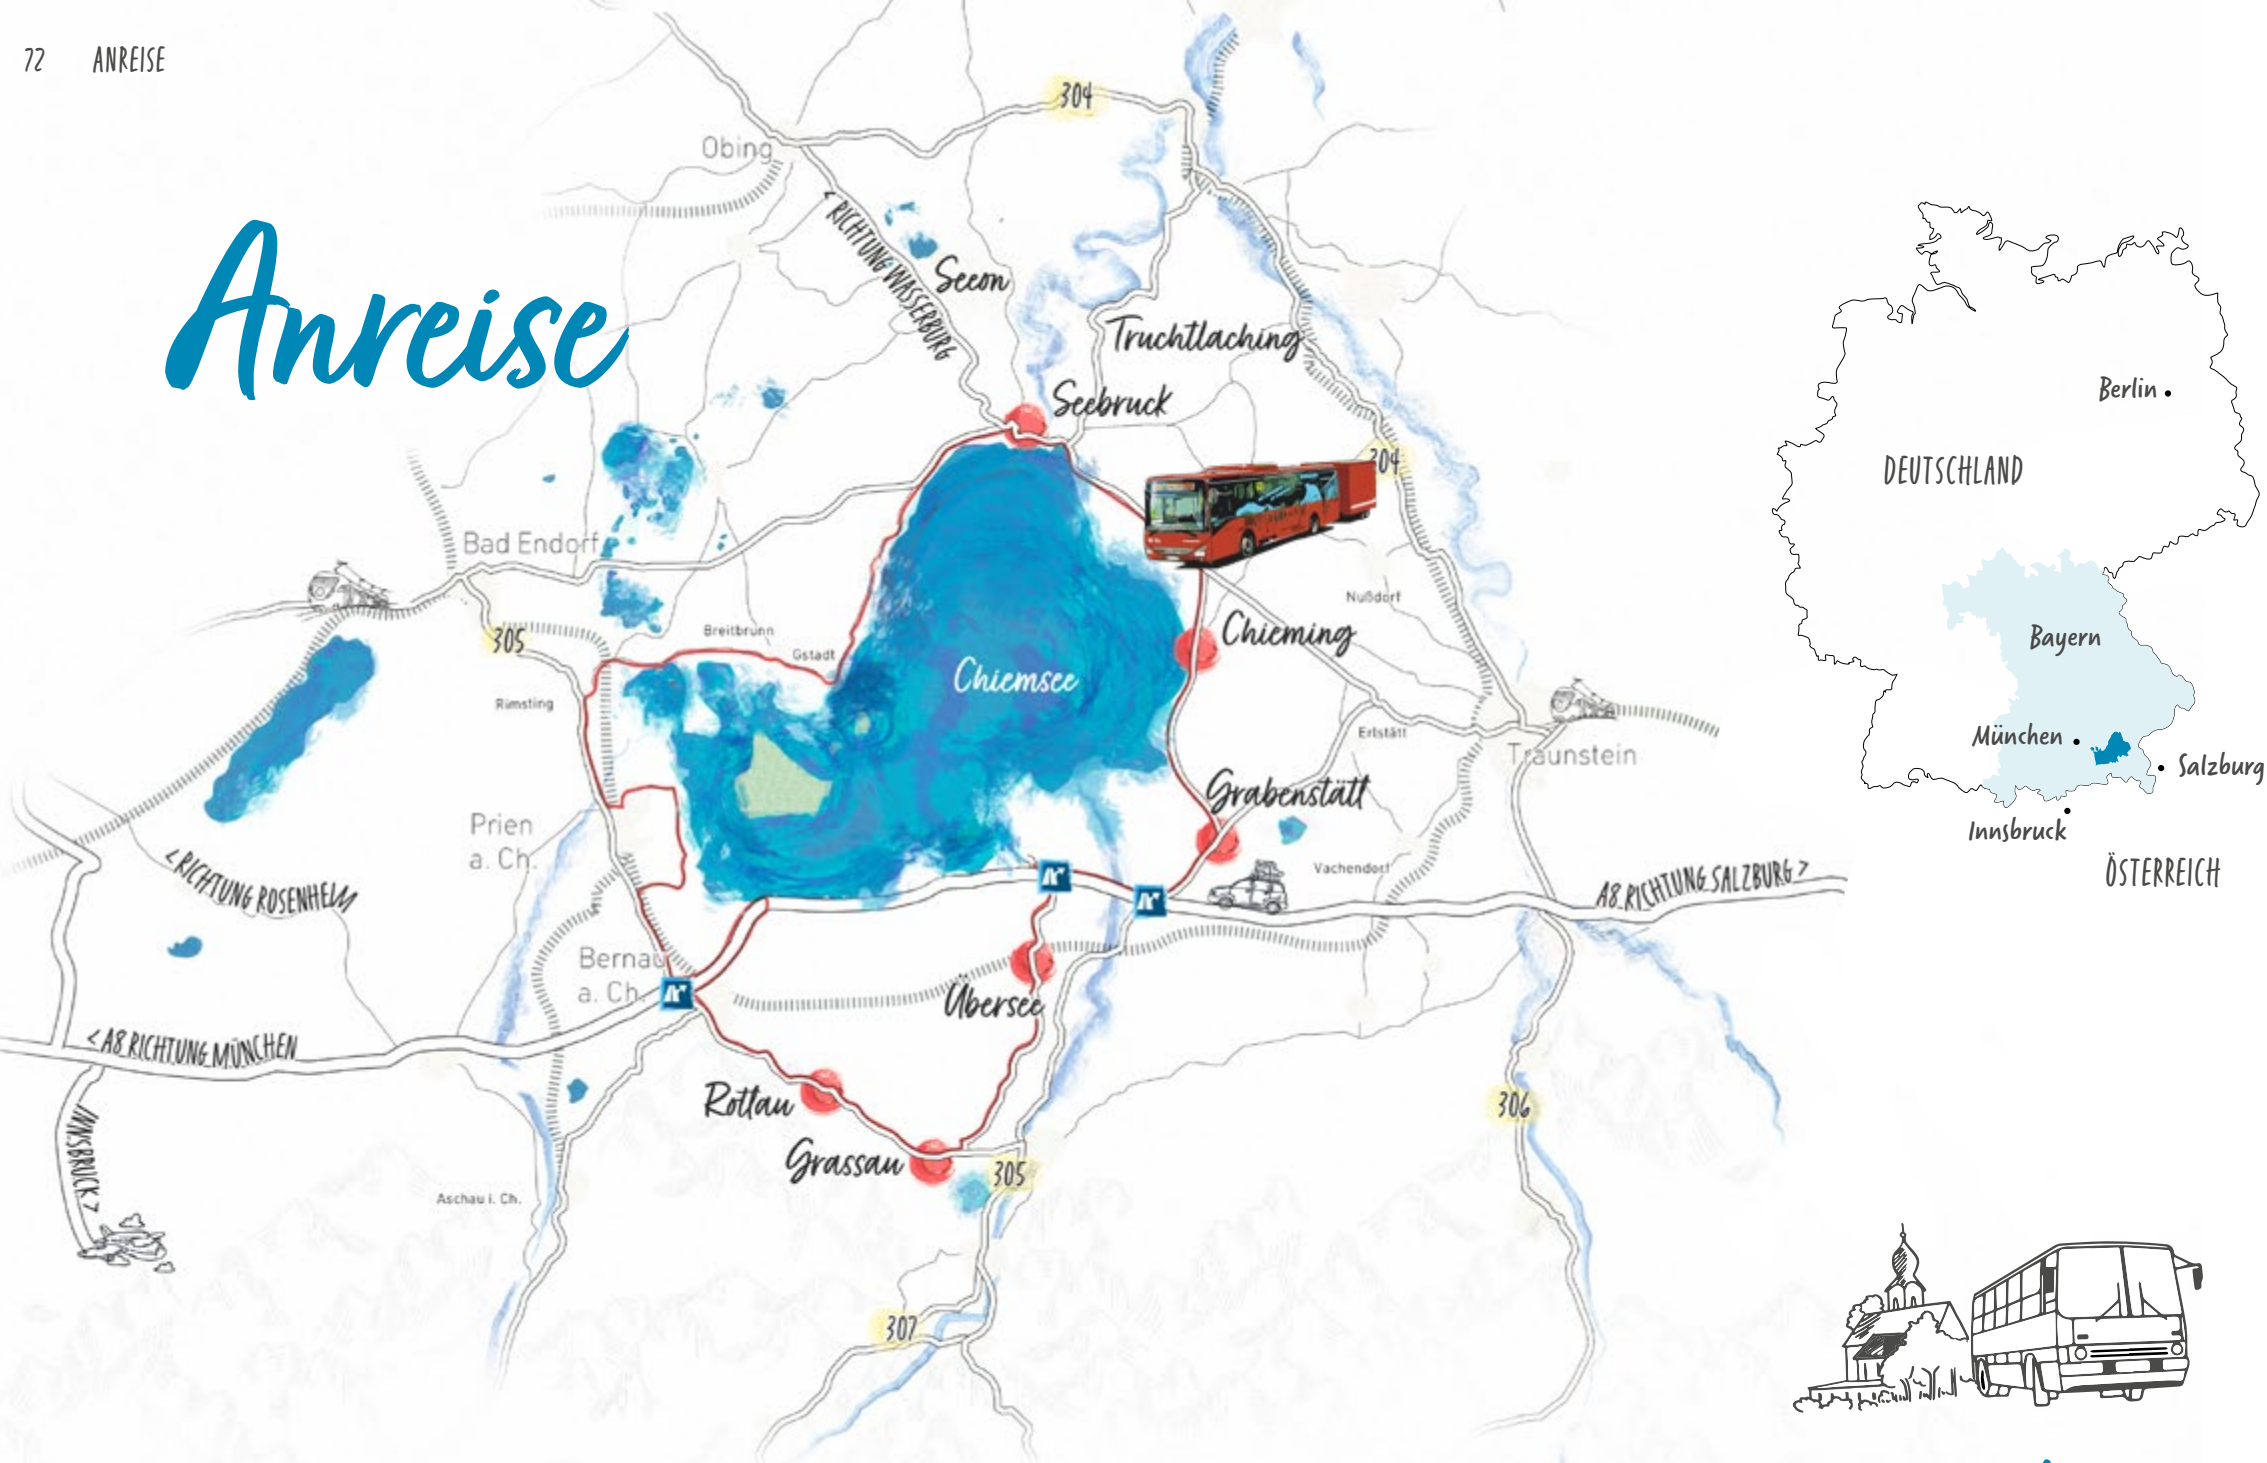 72 ANREISE
Anreise
304
Obing
< RICHTUNG WASSERBURG
Seeon
Truchtlaching
Seebruck
304
Bad Endorf
305
Breitbrunn
Gstadt
Rimsting
Nußdorf
Chieming
Chiemsee
Erlstätt
Traunstein
Grabenstätt
Prien
a. Ch.
< RICHTUNG ROSENHEIM
Vachendorf
A8 RICHTUNG SALZBURG >
Bernau
a. Ch.
Übersee
< A8 RICHTUNG MÜNCHEN
INNSBRUCK >
Rottau
Grassau
305
306
Aschau i. Ch.
307
Berlin
DEUTSCHLAND
Bayern
München
Salzburg
Innsbruck
ÖSTERREICH